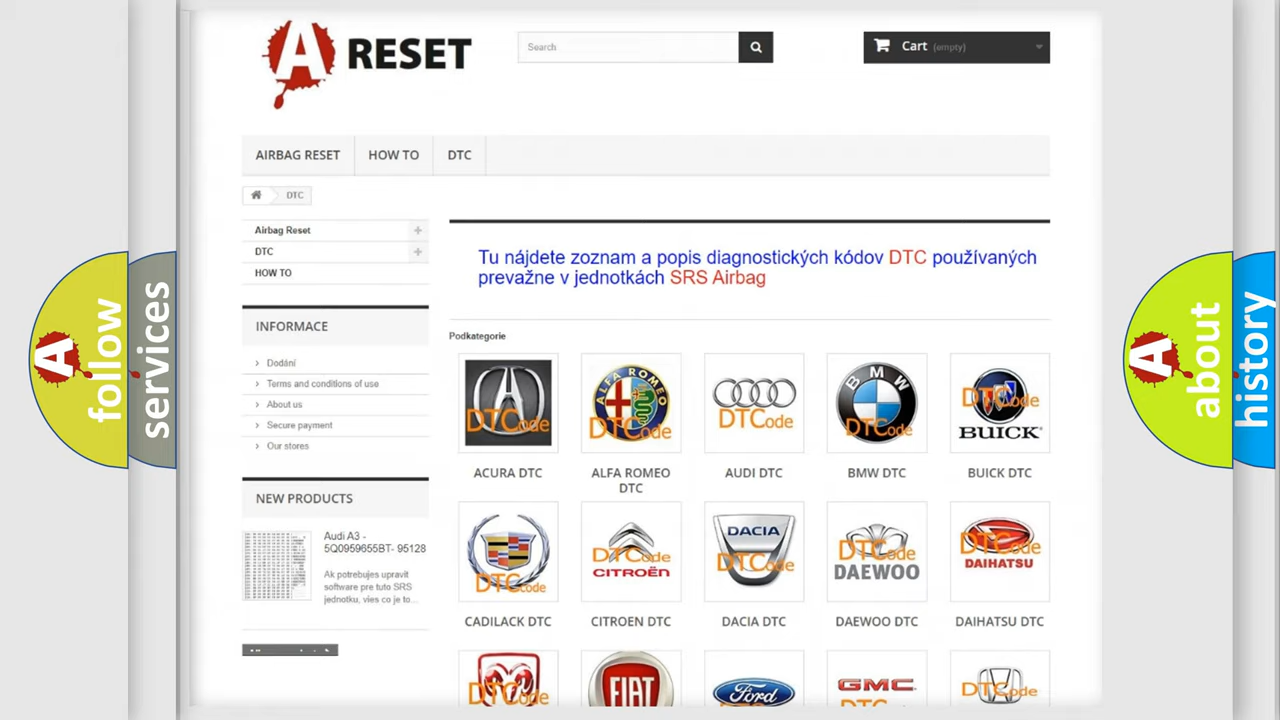 A RESET
Search
Cart (empty)
AIRBAG RESET
HOW TO
DTC
DTC
Airbag Reset
DTC
HOW TO
Tu nájdete zoznam a popis diagnostických kódov DTC používaných
prevažne v jednotkách SRS Airbag
INFORMACE
Dodání
Terms and conditions of use
About us
Secure payment
Our stores
Podkategorie
DTCode
ALFA ROMEO
DTCode
DTCode
BMW
DTCode
DTCode
BUICK
ACURA DTC
ALFA ROMEO
DTC
AUDI DTC
BMW DTC
BUICK DTC
NEW PRODUCTS
Audi A3 -
5Q0959655BT- 95128
Ak potrebujes upravit
software pre tuto SRS
jednotku, vies co je to...
DTCode
DTCode
CITROËN
DACIA
DTCode
DTCode
DAEWOO
DTCode
DAIHATSU
CADILACK DTC
CITROEN DTC
DACIA DTC
DAEWOO DTC
DAIHATSU DTC
DTCode
FIAT
Ford
GMC
DTCode
A
follow
services
A
about
history